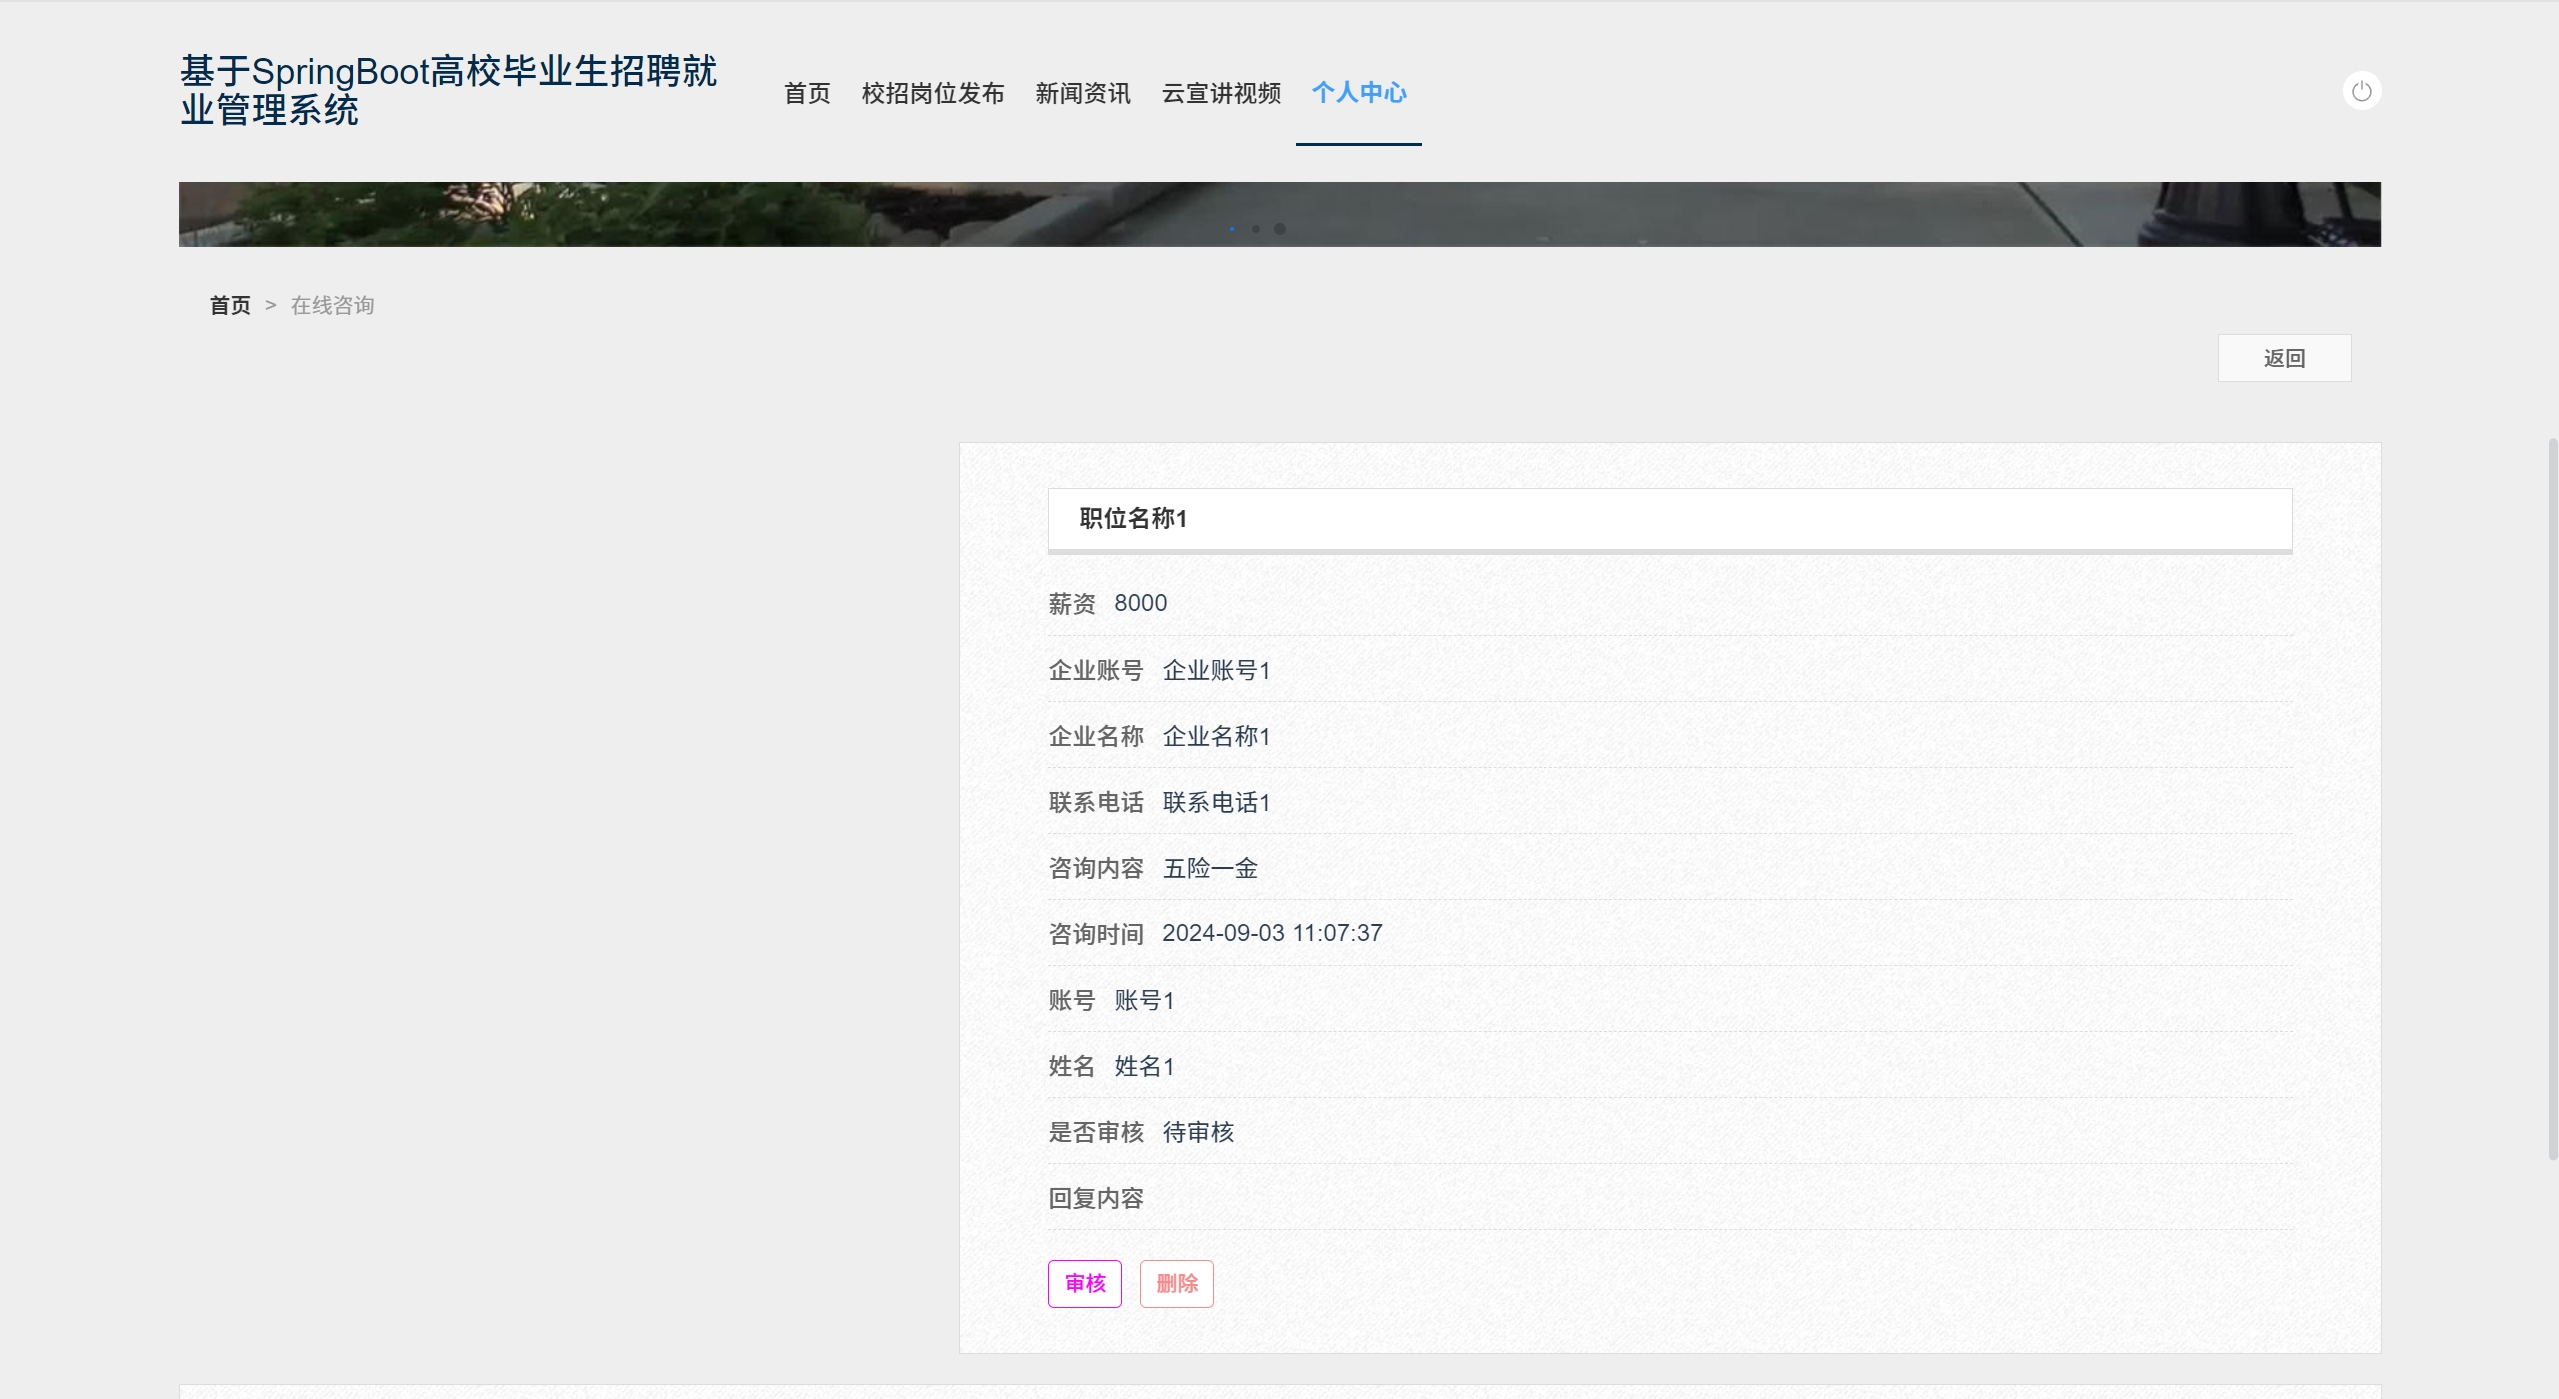 基于SpringBoot高校毕业生招聘就
业管理系统
首页 校招岗位发布 新闻资讯 云宣讲视频 个人中心
首页 > 在线咨询
返回
职位名称1
薪资 8000
企业账号 企业账号1
企业名称 企业名称1
联系电话 联系电话1
咨询内容 五险一金
咨询时间 2024-09-03 11:07:37
账号 账号1
姓名 姓名1
是否审核 待审核
回复内容
审核 删除